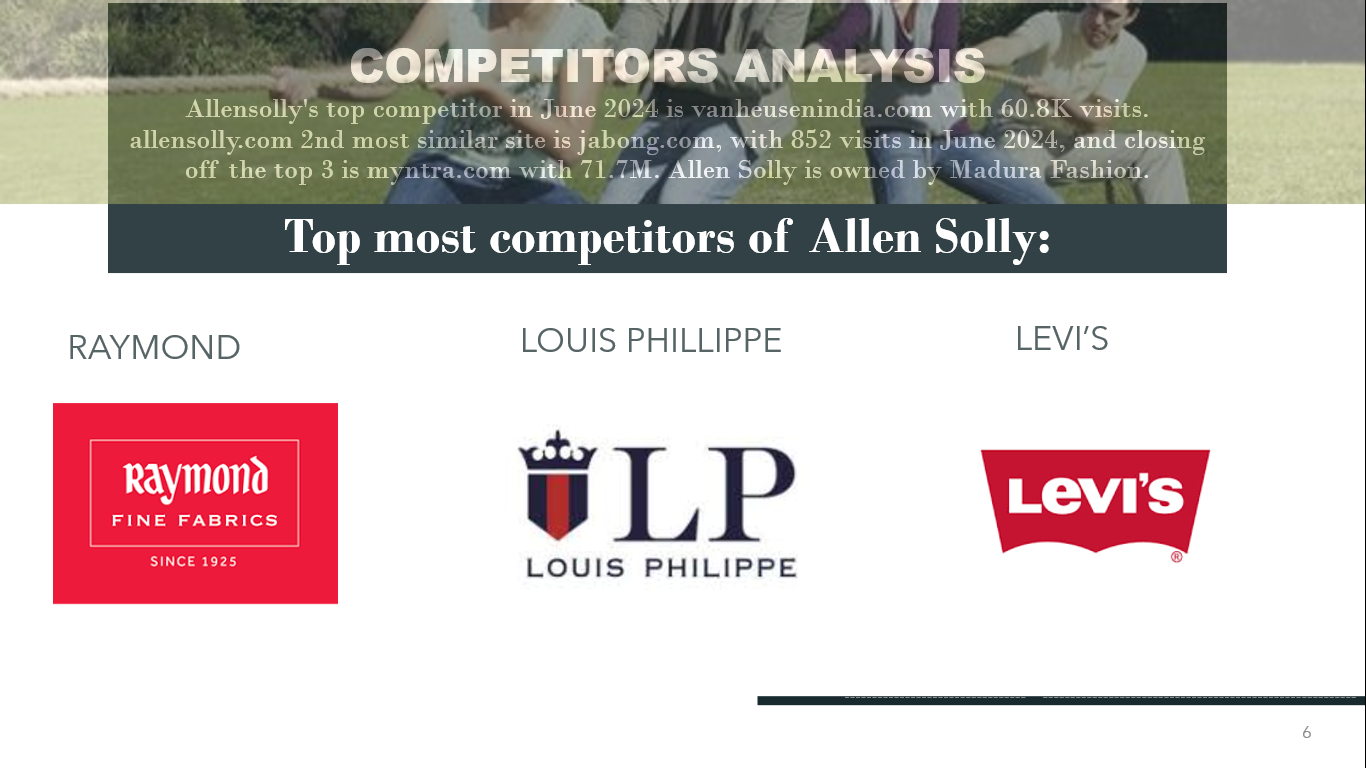 COMPETITORS ANALYSIS
Allensolly's top competitor in June 2024 is vanheusenindia.com with 60.8K visits.
allensolly.com 2nd most similar site is jabong.com, with 852 visits in June 2024, and closing
off the top 3 is myntra.com with 71.7M. Allen Solly is owned by Madura Fashion.
Top most competitors of Allen Solly:
RAYMOND
LOUIS PHILLIPPE
LEVI’S
Raymond
FINE FABRICS
SINCE 1925
LP
LOUIS PHILIPPE
LEVI’S
®
6